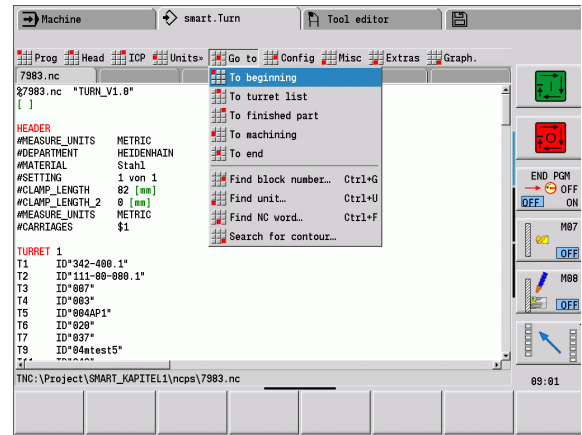 Machine
smart.Turn
Tool editor
Prog Head ICP Units» Go to Config Misc Extras Graph.
7983.nc
%7983.nc "TURN_V1.0"
[ ]
HEADER
#MEASURE_UNITS METRIC
#DEPARTMENT HEIDENHAIN
#MATERIAL Stahl
#SETTING 1 von 1
#CLAMP_LENGTH 82 [mm]
#CLAMP_LENGTH_2 0 [mm]
#MEASURE_UNITS METRIC
#CARRIAGES $1
TURRET 1
T1 ID"342-400.1"
T2 ID"111-80-080.1"
T3 ID"007"
T4 ID"003"
T5 ID"004AP1"
T6 ID"020"
T7 ID"037"
T9 ID"04mtest5"
To beginning
To turret list
To finished part
To machining
To end
Find block number… Ctrl+G
Find unit… Ctrl+U
Find NC word… Ctrl+F
Search for contour…
TNC:\Project\SMART_KAPITEL1\ncps\7983.nc
END PGM
OFF
OFF ON
M07
OFF
M08
OFF
09:01